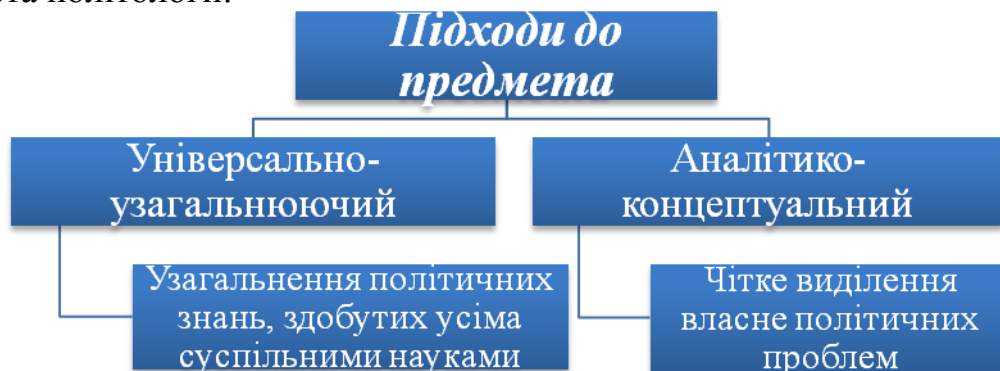 політології.
Підходи до
предмета
Універсально-
узагальнюючий
Аналітико-
концептуальний
Узагальнення політичних
знань, здобутих усіма
суспільними науками
Чітке виділення
власне політичних
проблем